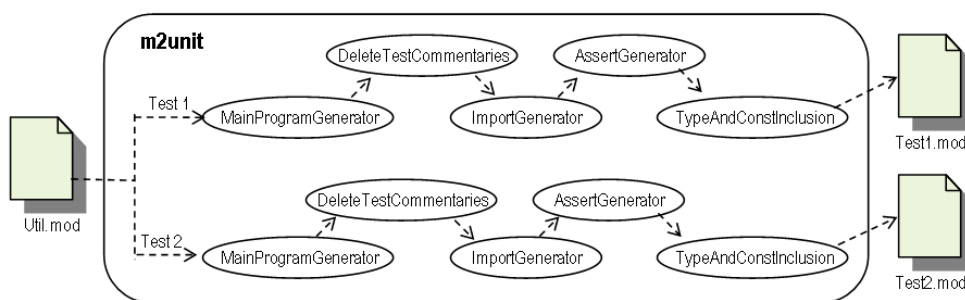 m2unit
DeleteTestCommentaries
AssertGenerator
Test 1
MainProgramGenerator
ImportGenerator
TypeAndConstInclusion
Test1.mod
Util.mod
DeleteTestCommentaries
AssertGenerator
Test 2
MainProgramGenerator
ImportGenerator
TypeAndConstInclusion
Test2.mod